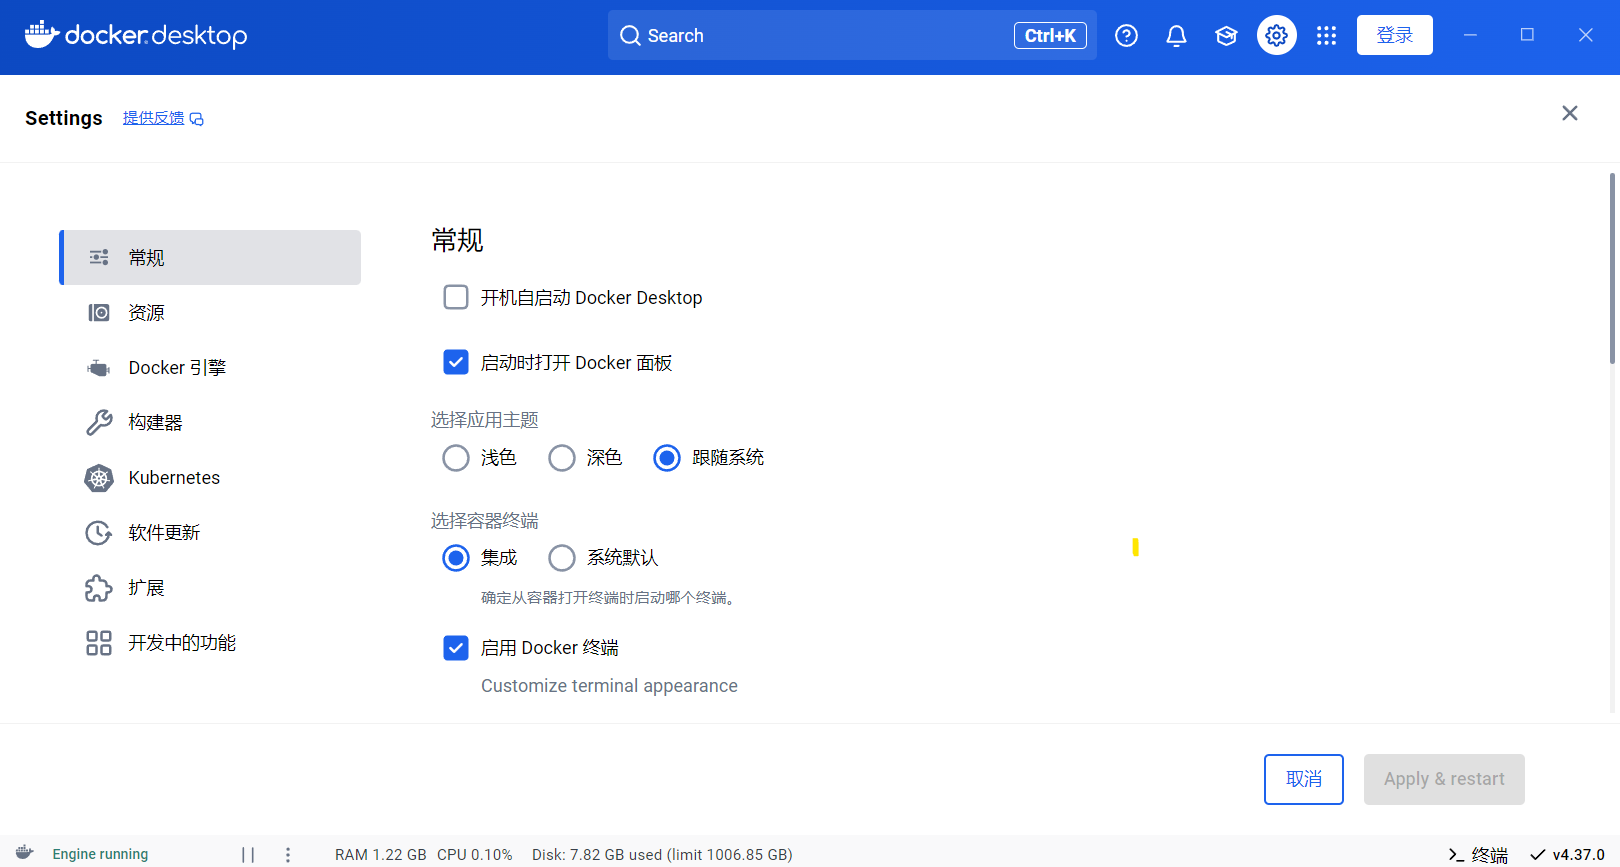 docker.desktop
Search
Ctrl+K
登录
Settings
提供反馈
常规
资源
Docker 引擎
构建器
Kubernetes
软件更新
扩展
开发中的功能
常规
开机自启动 Docker Desktop
启动时打开 Docker 面板
选择应用主题
浅色 深色 跟随系统
选择容器终端
集成 系统默认
确定从容器打开终端时启动哪个终端。
启用 Docker 终端
Customize terminal appearance
取消
Apply & restart
Engine running
RAM 1.22 GB CPU 0.10% Disk: 7.82 GB used (limit 1006.85 GB)
终端
v4.37.0